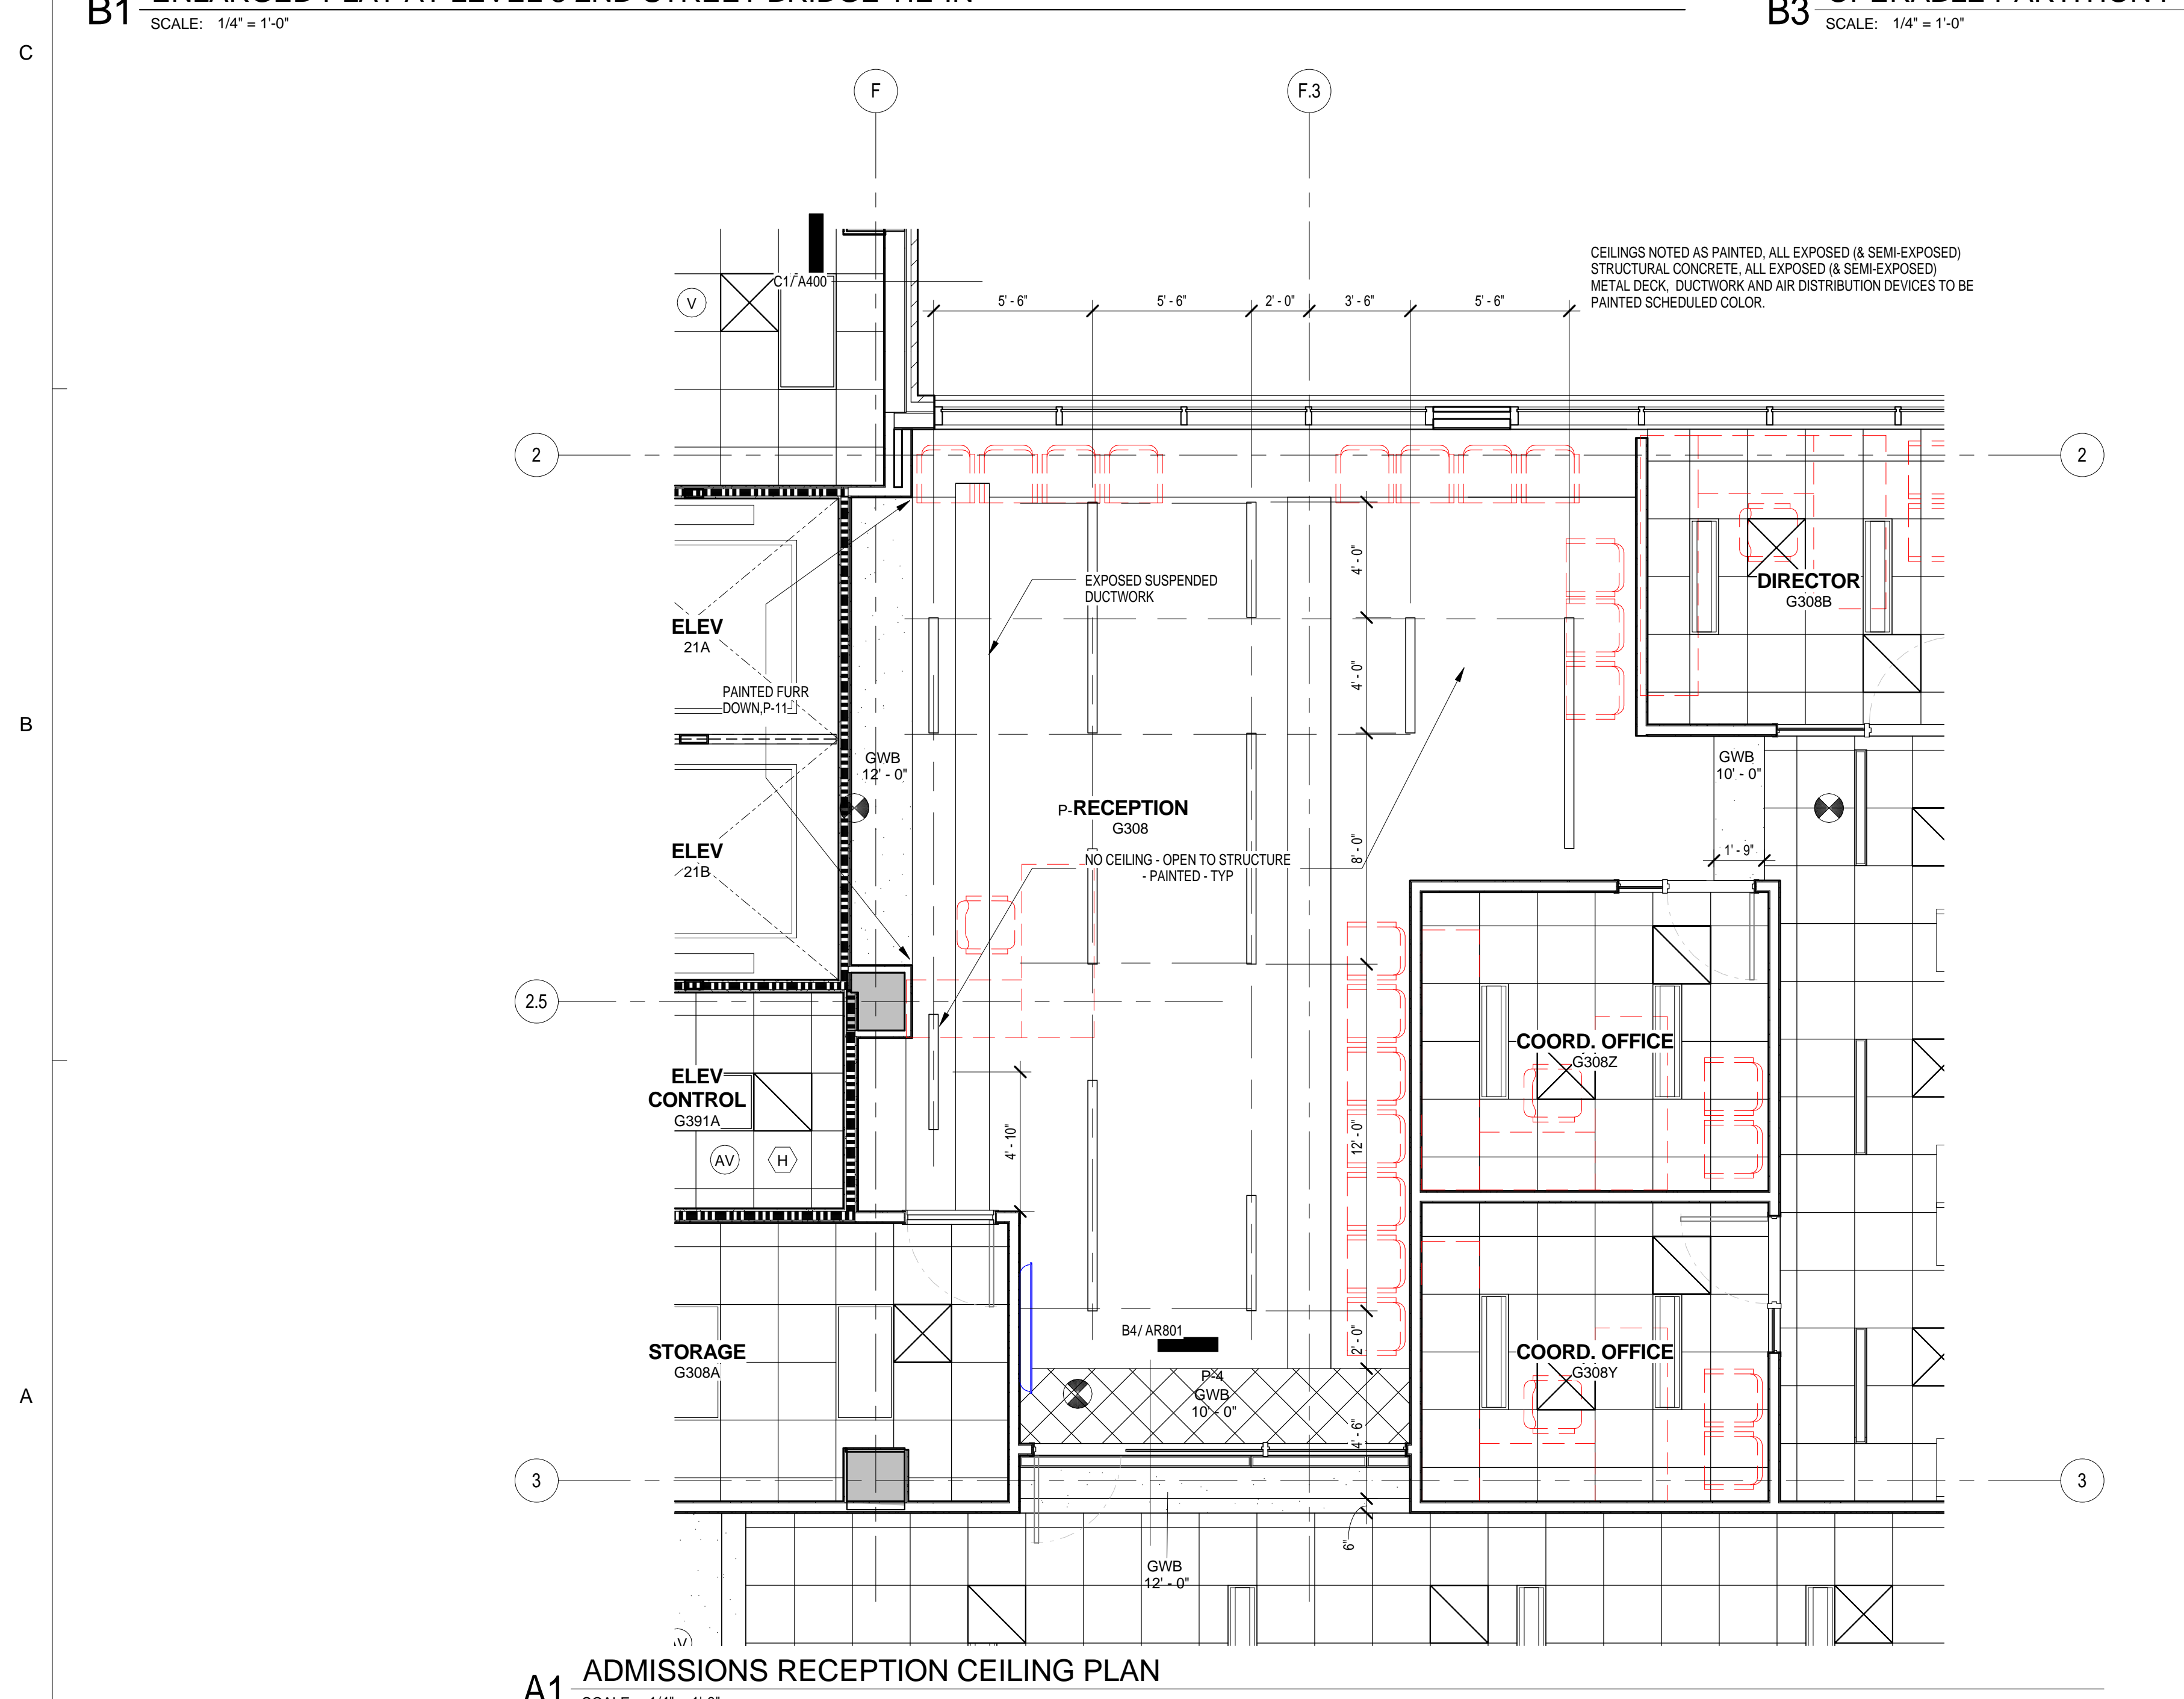 B1
SCALE: 1/4" = 1'-0"
B3
SCALE: 1/4" = 1'-0"
C
F
F.3
CEILINGS NOTED AS PAINTED, ALL EXPOSED (& SEMI-EXPOSED)
STRUCTURAL CONCRETE, ALL EXPOSED (& SEMI-EXPOSED)
METAL DECK, DUCTWORK AND AIR DISTRIBUTION DEVICES TO BE
PAINTED SCHEDULED COLOR.
C1/ A400
V
5' - 6"
5' - 6"
2' - 0"
3' - 6"
5' - 6"
2
2
4' - 0"
EXPOSED SUSPENDED
DUCTWORK
DIRECTOR
G308B
ELEV
21A
4' - 0"
PAINTED FURR
DOWN,P-11
B
GWB
12' - 0"
GWB
10' - 0"
P-RECEPTION
G308
ELEV
21B
8' - 0"
1' - 9"
NO CEILING - OPEN TO STRUCTURE
- PAINTED - TYP
2.5
COORD. OFFICE
G308Z
ELEV
CONTROL
G391A
4' - 10"
12' - 0"
AV
H
B4/ AR801
2' - 0"
STORAGE
G308A
COORD. OFFICE
G308Y
P-4
GWB
10' - 0"
A
4' - 6"
3
3
6"
GWB
12' - 0"
AV
A1
ADMISSIONS RECEPTION CEILING PLAN